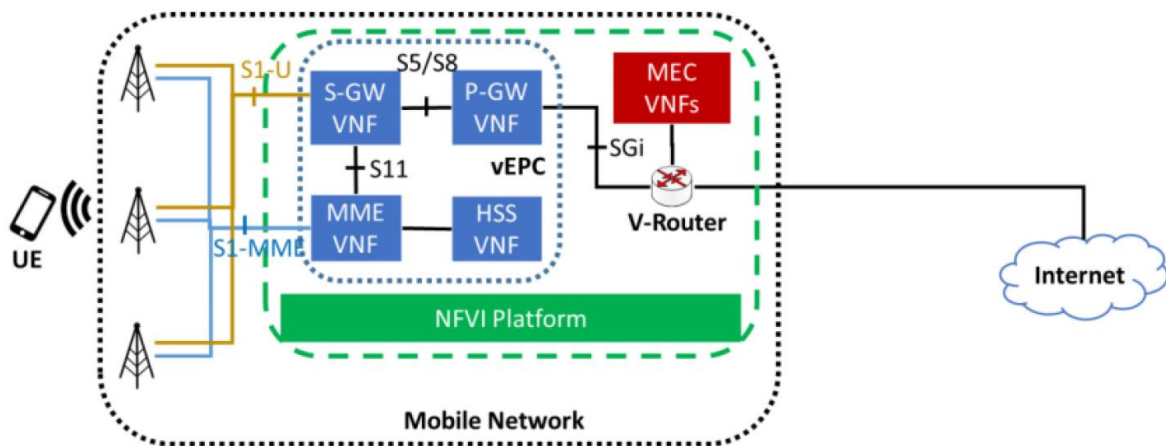 S1-U
S5/S8
S-GW
VNF
P-GW
VNF
MEC
VNFs
SGi
S11
vEPC
MME
VNF
HSS
VNF
V-Router
S1-MME
UE
Internet
NFVI Platform
Mobile Network